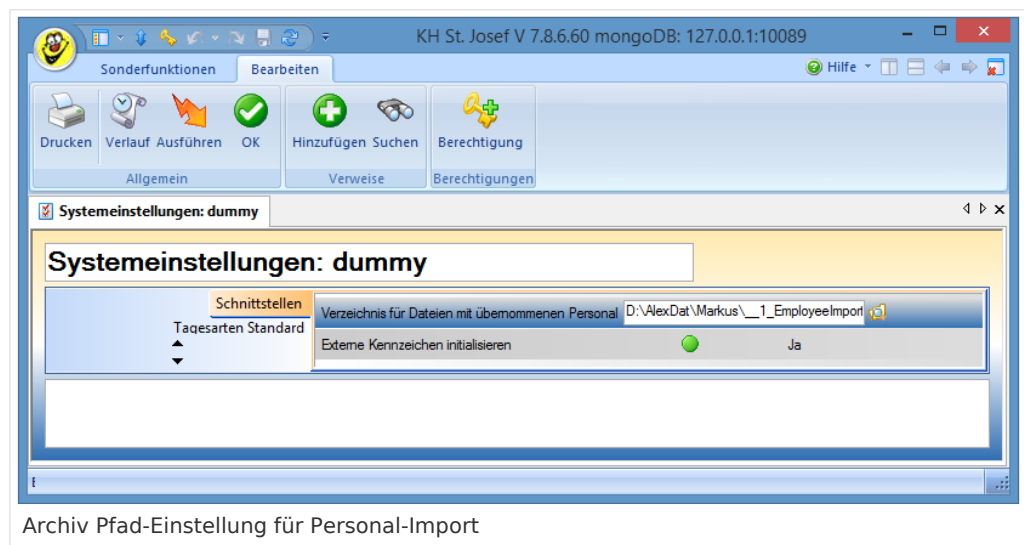 KH St. Josef V 7.8.6.60 mongoDB: 127.0.0.1:10089
Sonderfunktionen Bearbeiten Hilfe
Drucken Verlauf Ausführen OK Hinzufügen Suchen Berechtigung
Allgemein Verweise Berechtigungen
Systemeinstellungen: dummy
Systemeinstellungen: dummy
Schnittstellen
Tagesarten Standard
Verzeichnis für Dateien mit übernommenen Personal D:\AlexDat\Markus\__1_EmployeeImport
Externe Kennzeichen initialisieren Ja
Archiv Pfad-Einstellung für Personal-Import